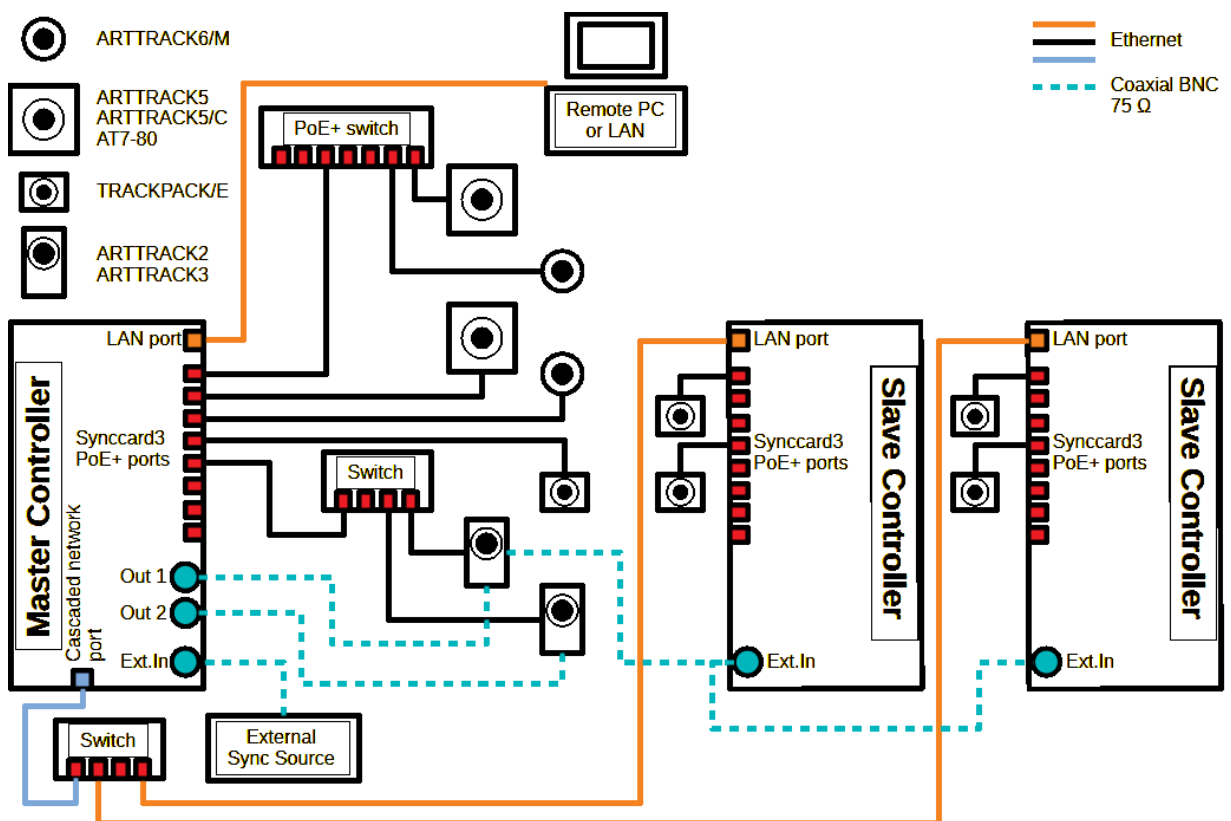 ARTTRACK6/M
ARTTRACK5
ARTTRACK5/C
AT7-80
TRACKPACK/E
ARTTRACK2
ARTTRACK3
PoE+ switch
Remote PC
or LAN
Ethernet
Coaxial BNC
75 Ω
Master Controller
LAN port
Synccard3
PoE+ ports
Cascaded network
port
Out 1
Out 2
Ext.In
Switch
Switch
External
Sync Source
LAN port
Synccard3
PoE+ ports
Slave Controller
Ext.In
LAN port
Synccard3
PoE+ ports
Slave Controller
Ext.In